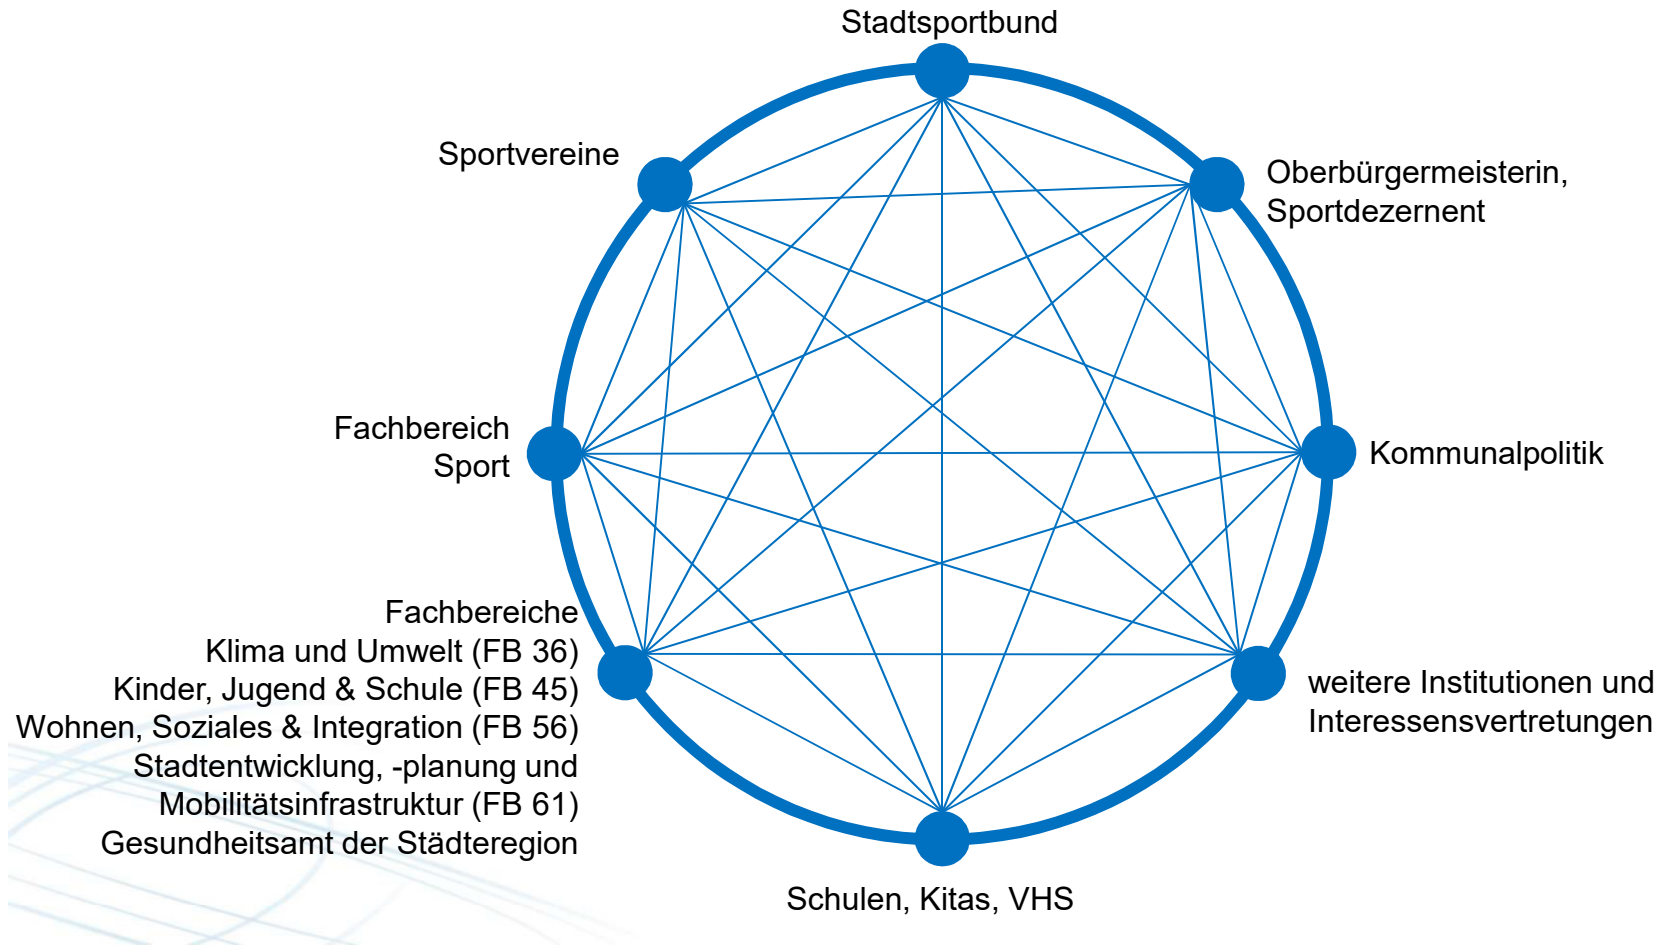 Stadtsportbund
Sportvereine
Oberbürgermeisterin,
Sportdezernent
Fachbereich
Sport
Kommunalpolitik
Fachbereiche
Klima und Umwelt (FB 36)
Kinder, Jugend & Schule (FB 45)
Wohnen, Soziales & Integration (FB 56)
Stadtentwicklung, -planung und
Mobilitätsinfrastruktur (FB 61)
Gesundheitsamt der Städteregion
weitere Institutionen und
Interessensvertretungen
Schulen, Kitas, VHS